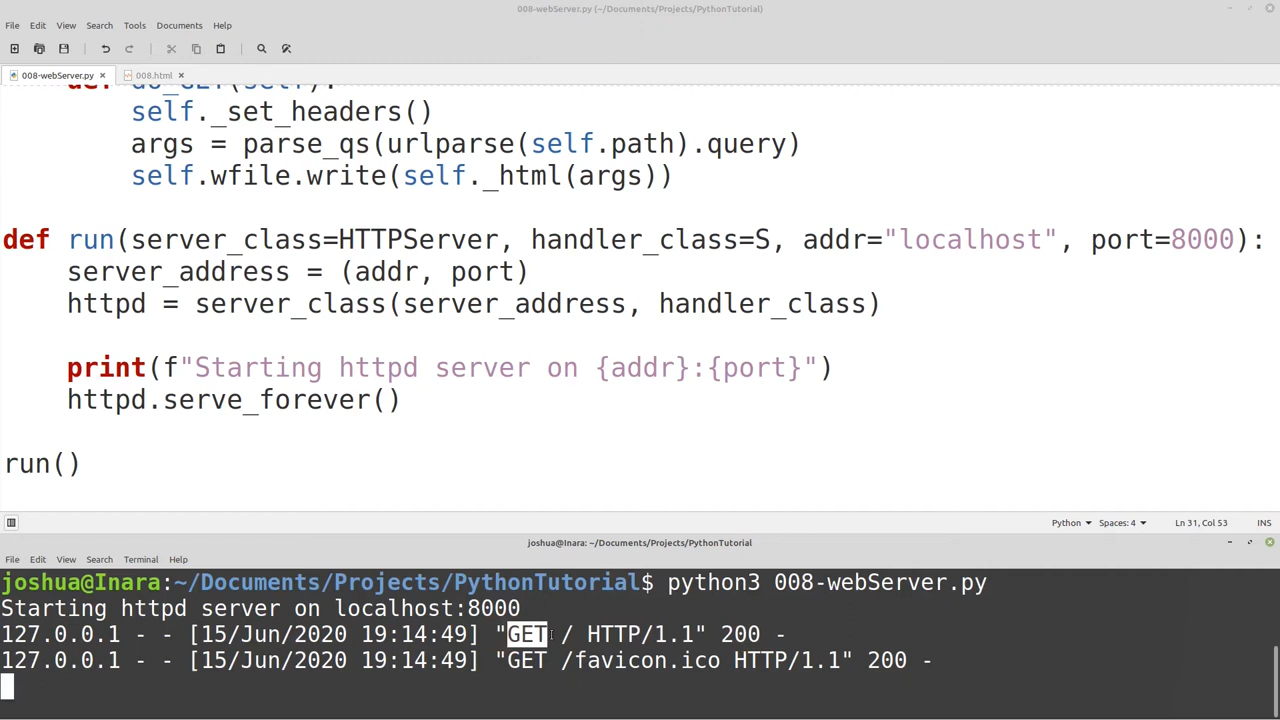 008-webServer.py (~/Documents/Projects/PythonTutorial)
File Edit View Search Tools Documents Help
008-webServer.py 008.html
def do_GET(self):
self._set_headers()
args = parse_qs(urlparse(self.path).query)
self.wfile.write(self._html(args))
def run(server_class=HTTPServer, handler_class=S, addr="localhost", port=8000):
server_address = (addr, port)
httpd = server_class(server_address, handler_class)
print(f"Starting httpd server on {addr}:{port}")
httpd.serve_forever()
run()
Python Spaces: 4 Ln 31, Col 53 INS
joshua@Inara: ~/Documents/Projects/PythonTutorial
File Edit View Search Terminal Help
joshua@Inara:~/Documents/Projects/PythonTutorial$ python3 008-webServer.py
Starting httpd server on localhost:8000
127.0.0.1 - - [15/Jun/2020 19:14:49] "GET / HTTP/1.1" 200 -
127.0.0.1 - - [15/Jun/2020 19:14:49] "GET /favicon.ico HTTP/1.1" 200 -